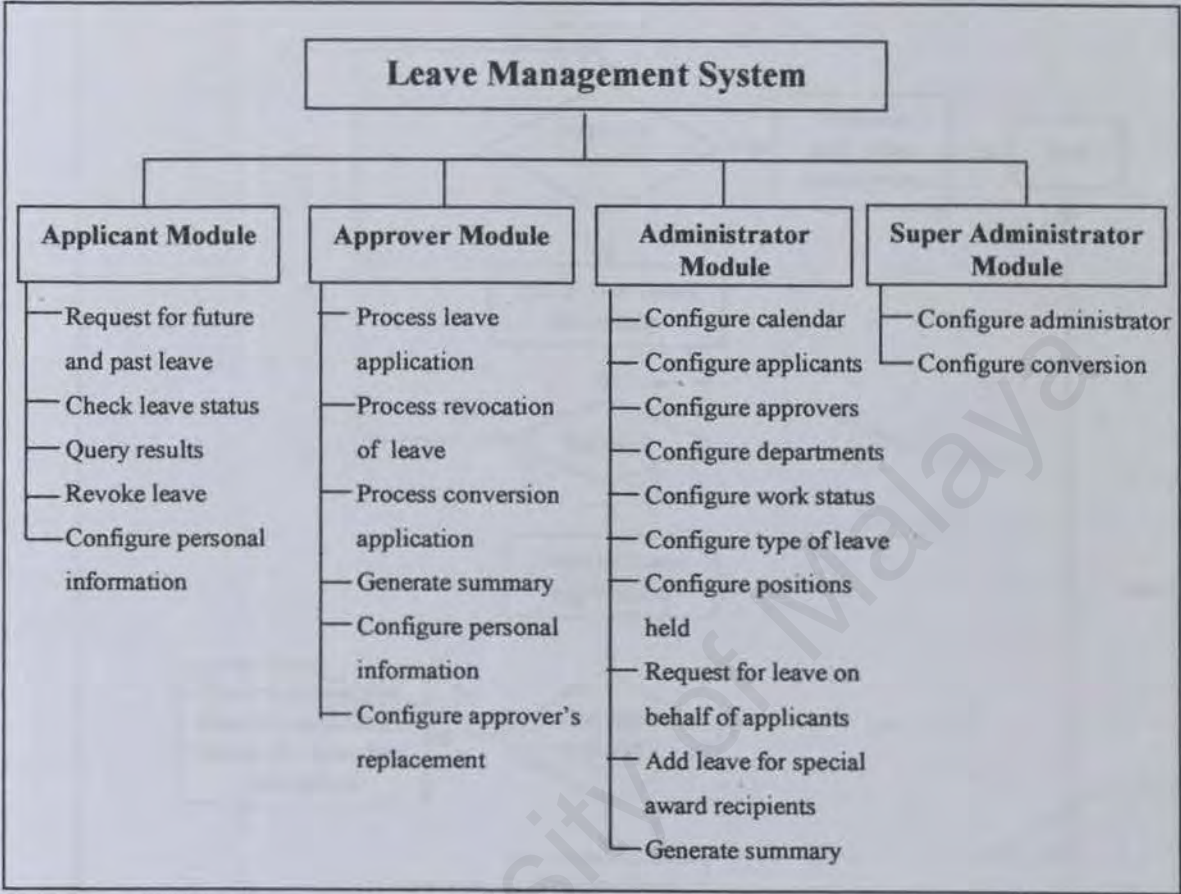 Leave Management System
Applicant Module
Request for future
and past leave
Check leave status
Query results
Revoke leave
Configure personal
information
Approver Module
Process leave
application
Process revocation
of leave
Process conversion
application
Generate summary
Configure personal
information
Configure approver's
replacement
Administrator
Module
Configure calendar
Configure applicants
Configure approvers
Configure departments
Configure work status
Configure type of leave
Configure positions
held
Request for leave on
behalf of applicants
Add leave for special
award recipients
Generate summary
Super Administrator
Module
Configure administrator
Configure conversion
sity of Malaya